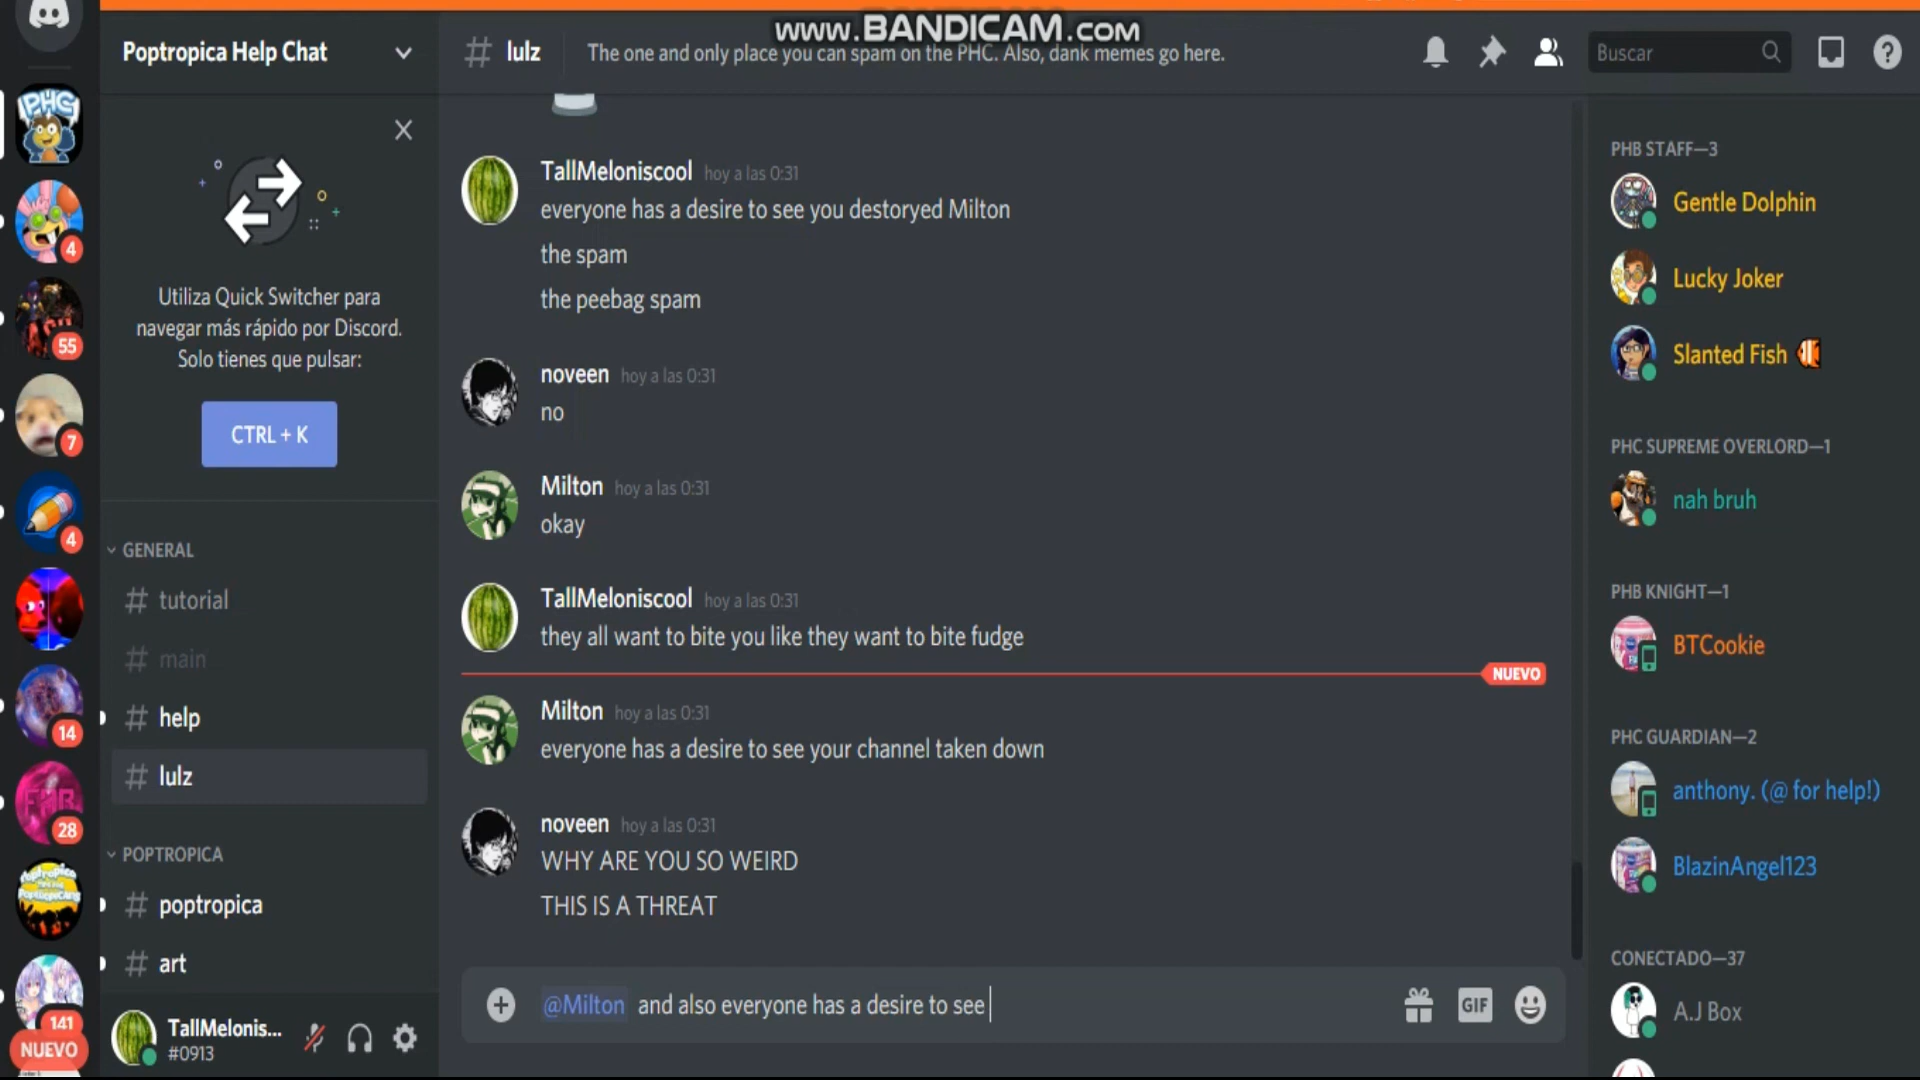 www.BANDICAM.com
Poptropica Help Chat
# lulz
The one and only place you can spam on the PHC. Also, dank memes go here.
Buscar
PHC
4
55
7
4
14
FHR
28
141
NUEVO
Utiliza Quick Switcher para
navegar más rápido por Discord.
Solo tienes que pulsar:
CTRL + K
GENERAL
# tutorial
# main
# help
# lulz
POPTROPICA
# poptropica
# art
TallMelonis...
#0913
TallMeloniscool hoy a las 0:31
everyone has a desire to see you destoryed Milton
the spam
the peebag spam
noveen hoy a las 0:31
no
Milton hoy a las 0:31
okay
TallMeloniscool hoy a las 0:31
they all want to bite you like they want to bite fudge
NUEVO
Milton hoy a las 0:31
everyone has a desire to see your channel taken down
noveen hoy a las 0:31
WHY ARE YOU SO WEIRD
THIS IS A THREAT
@Milton and also everyone has a desire to see
GIF
PHB STAFF—3
Gentle Dolphin
Lucky Joker
Slanted Fish
PHC SUPREME OVERLORD—1
nah bruh
PHB KNIGHT—1
BTCookie
PHC GUARDIAN—2
anthony. (@ for help!)
BlazinAngel123
CONECTADO—37
A.J Box